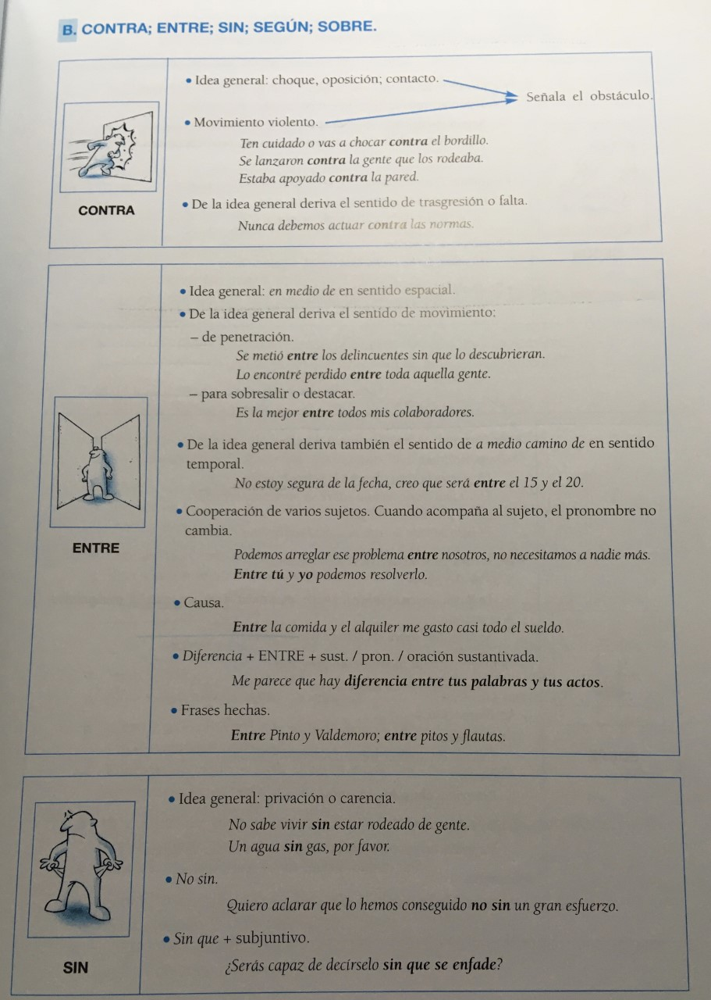 B. CONTRA; ENTRE; SIN; SEGÚN; SOBRE.
• Idea general: choque, oposición; contacto.
Señala el obstáculo.
• Movimiento violento.
Ten cuidado o vas a chocar contra el bordillo.
Se lanzaron contra la gente que los rodeaba.
Estaba apoyado contra la pared.
CONTRA
• De la idea general deriva el sentido de trasgresión o falta.
Nunca debemos actuar contra las normas.
• Idea general: en medio de en sentido espacial.
• De la idea general deriva el sentido de movimiento:
– de penetración.
Se metió entre los delincuentes sin que lo descubrieran.
Lo encontré perdido entre toda aquella gente.
– para sobresalir o destacar.
Es la mejor entre todos mis colaboradores.
• De la idea general deriva también el sentido de a medio camino de en sentido
temporal.
No estoy segura de la fecha, creo que será entre el 15 y el 20.
• Cooperación de varios sujetos. Cuando acompaña al sujeto, el pronombre no
cambia.
ENTRE
Podemos arreglar ese problema entre nosotros, no necesitamos a nadie más.
Entre tú y yo podemos resolverlo.
• Causa.
Entre la comida y el alquiler me gasto casi todo el sueldo.
• Diferencia + ENTRE + sust. / pron. / oración sustantivada.
Me parece que hay diferencia entre tus palabras y tus actos.
• Frases hechas.
Entre Pinto y Valdemoro; entre pitos y flautas.
• Idea general: privación o carencia.
No sabe vivir sin estar rodeado de gente.
Un agua sin gas, por favor.
• No sin.
Quiero aclarar que lo hemos conseguido no sin un gran esfuerzo.
• Sin que + subjuntivo.
SIN
¿Serás capaz de decírselo sin que se enfade?